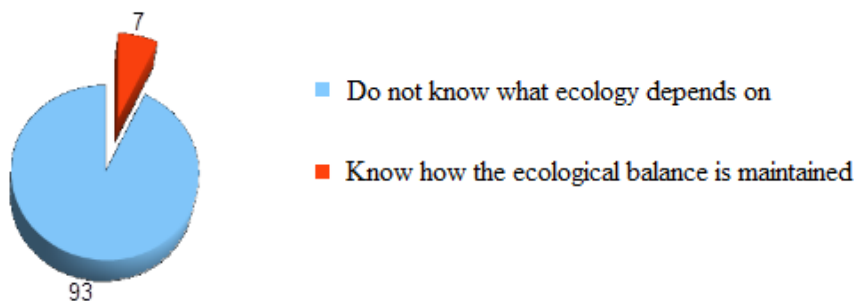 7
Do not know what ecology depends on
Know how the ecological balance is maintained
93